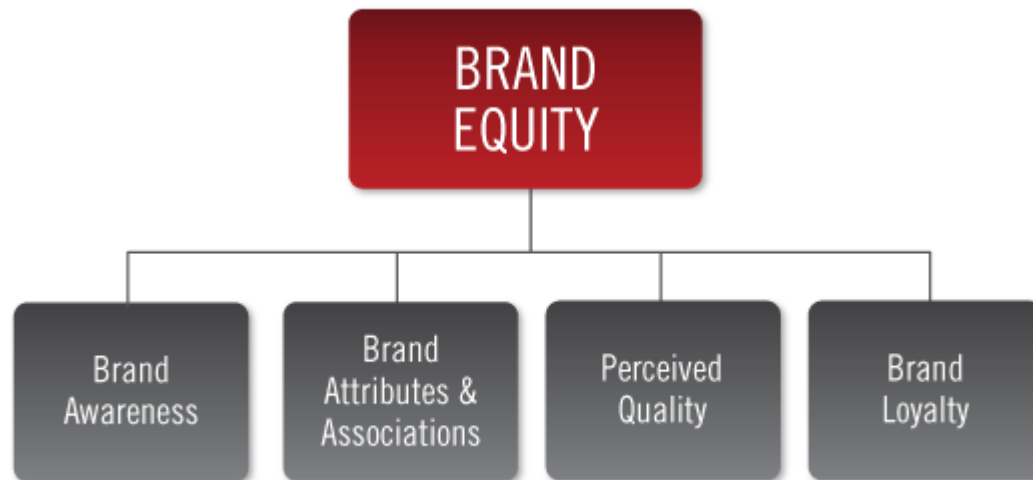 BRAND
EQUITY
Brand
Awareness
Brand
Attributes &
Associations
Perceived
Quality
Brand
Loyalty